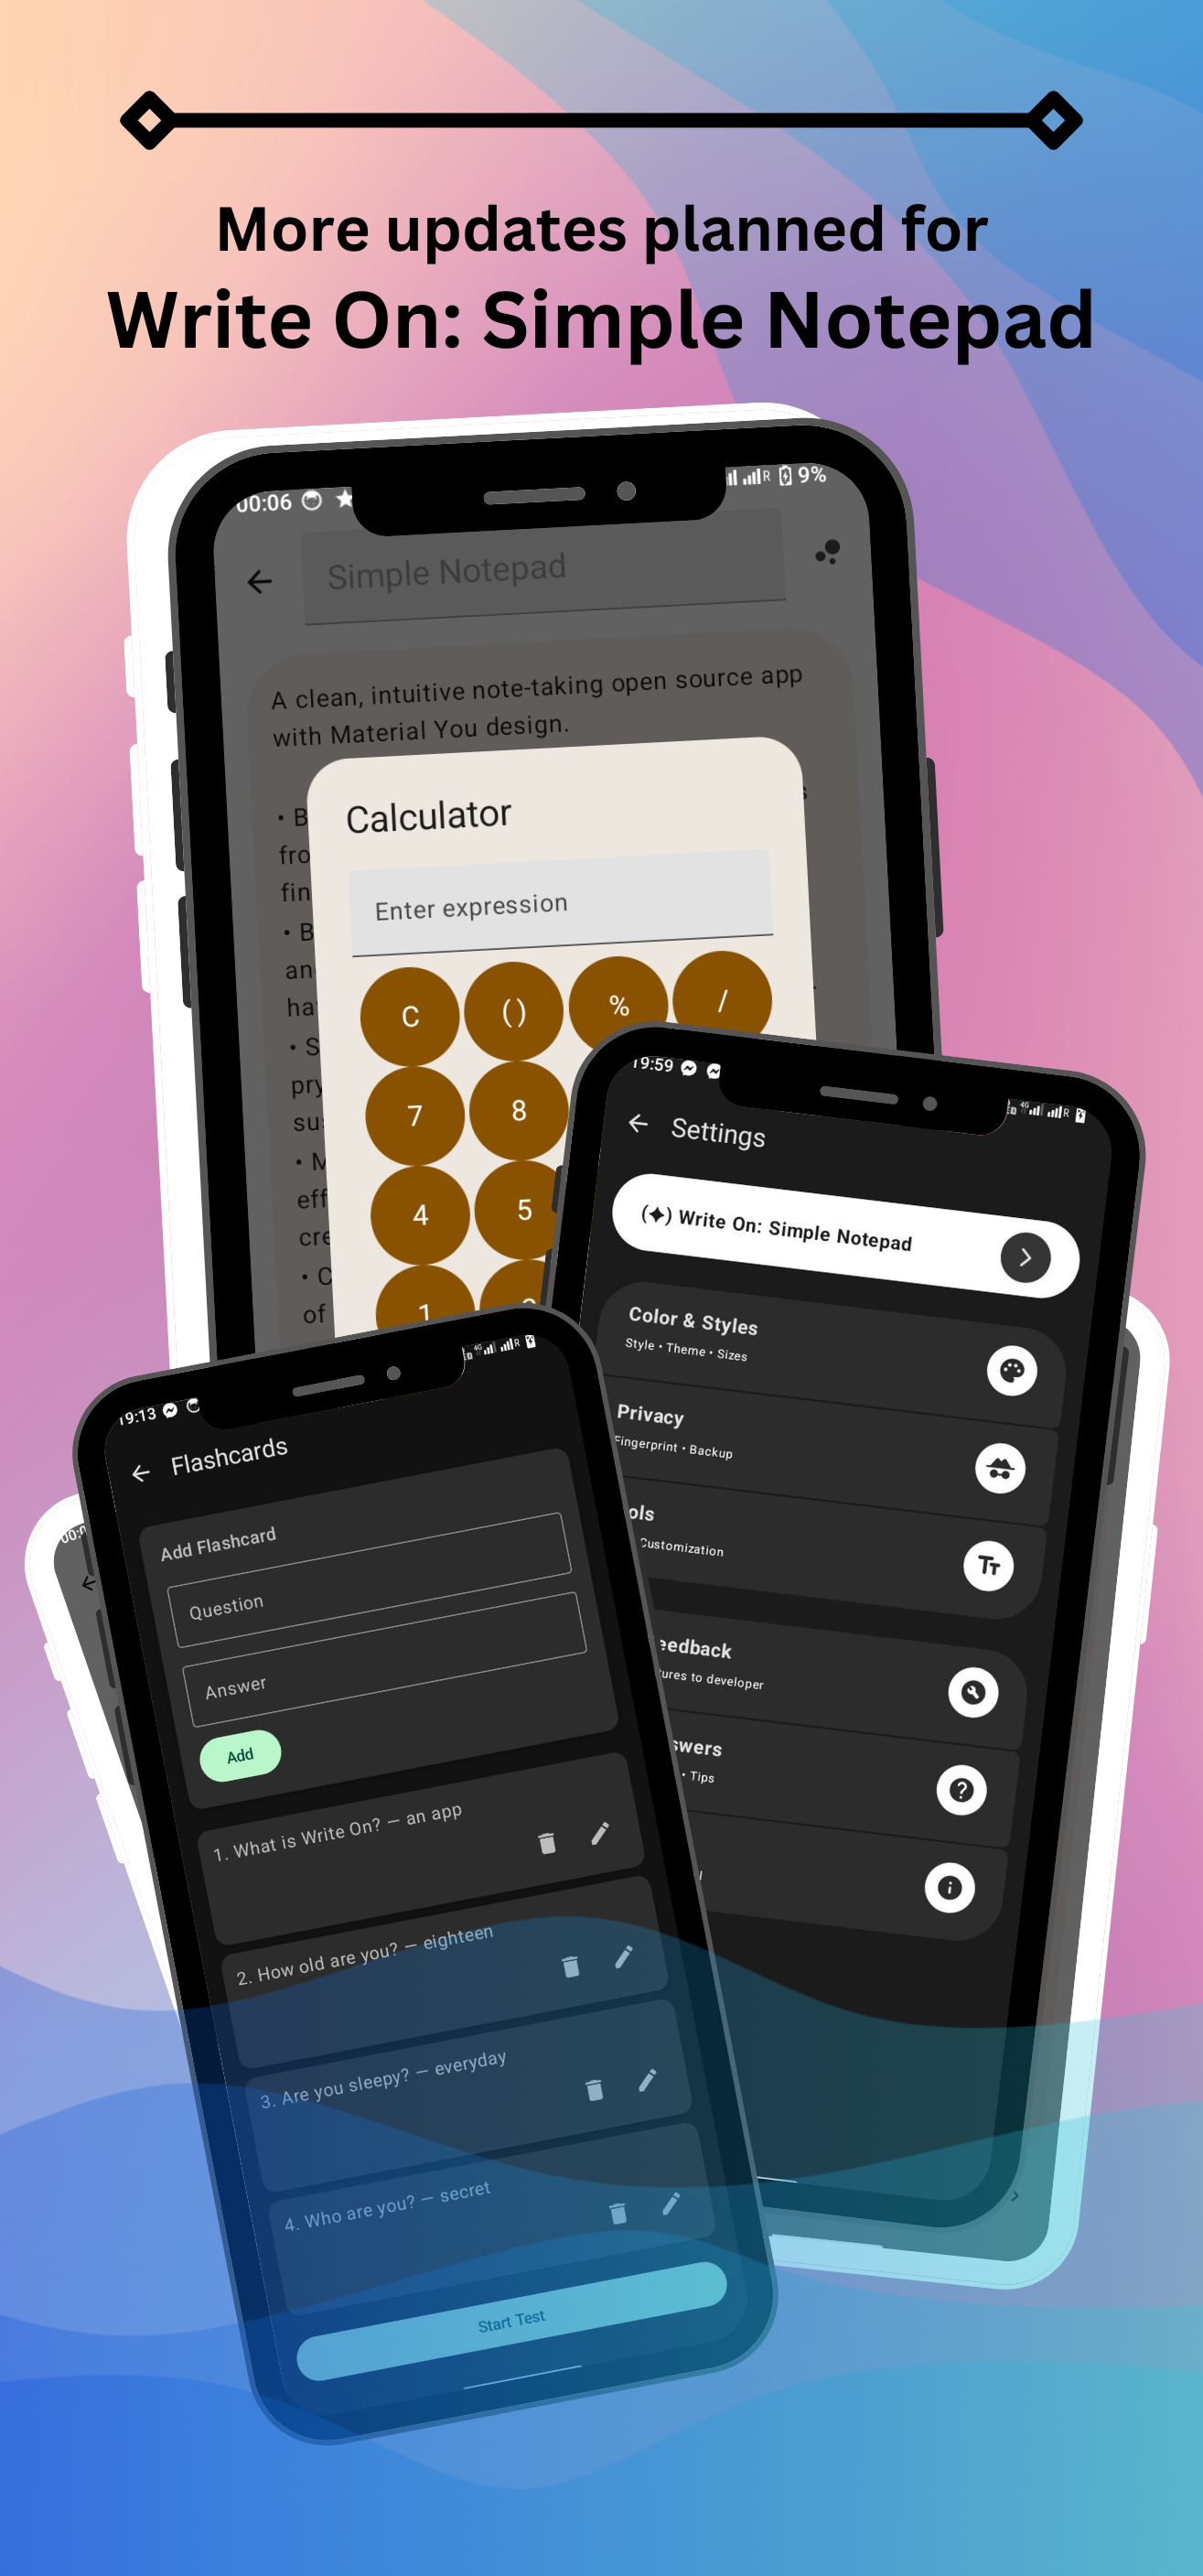 More updates planned for
Write On: Simple Notepad
00:06
R 9%
Simple Notepad
A clean, intuitive note-taking open source app
with Material You design.
• B
fro
fin
• B
an
ha
• S
pry
sus
• M
eff
cre
• C
of
Calculator
Enter expression
C () % /
7 8
4 5
1
19:59
4G R
Settings
(✦) Write On: Simple Notepad
Color & Styles
Style • Theme • Sizes
Privacy
Fingerprint • Backup
ols
Customization
eedback
tures to developer
swers
• Tips
19:13
4G R
Flashcards
Add Flashcard
Question
Answer
Add
1. What is Write On? — an app
2. How old are you? — eighteen
3. Are you sleepy? — everyday
4. Who are you? — secret
Start Test